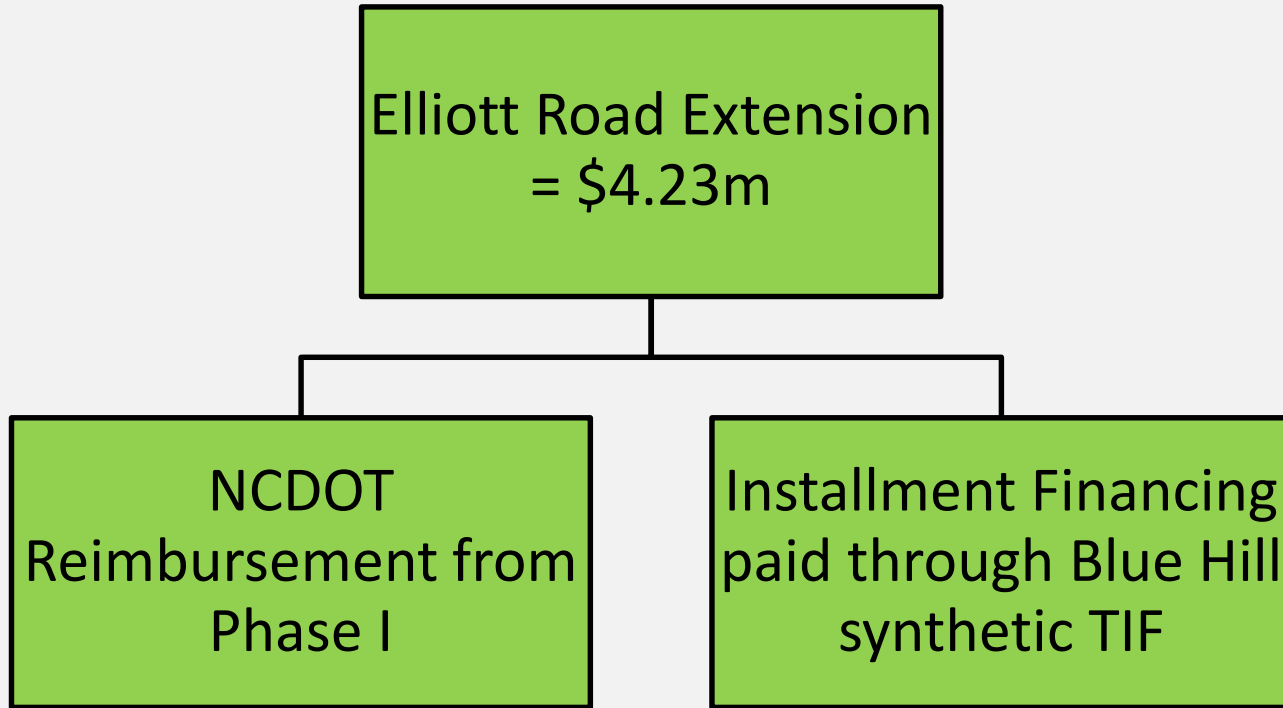 Elliott Road Extension
= $4.23m
NCDOT
Reimbursement from
Phase I
Installment Financing
paid through Blue Hill
synthetic TIF